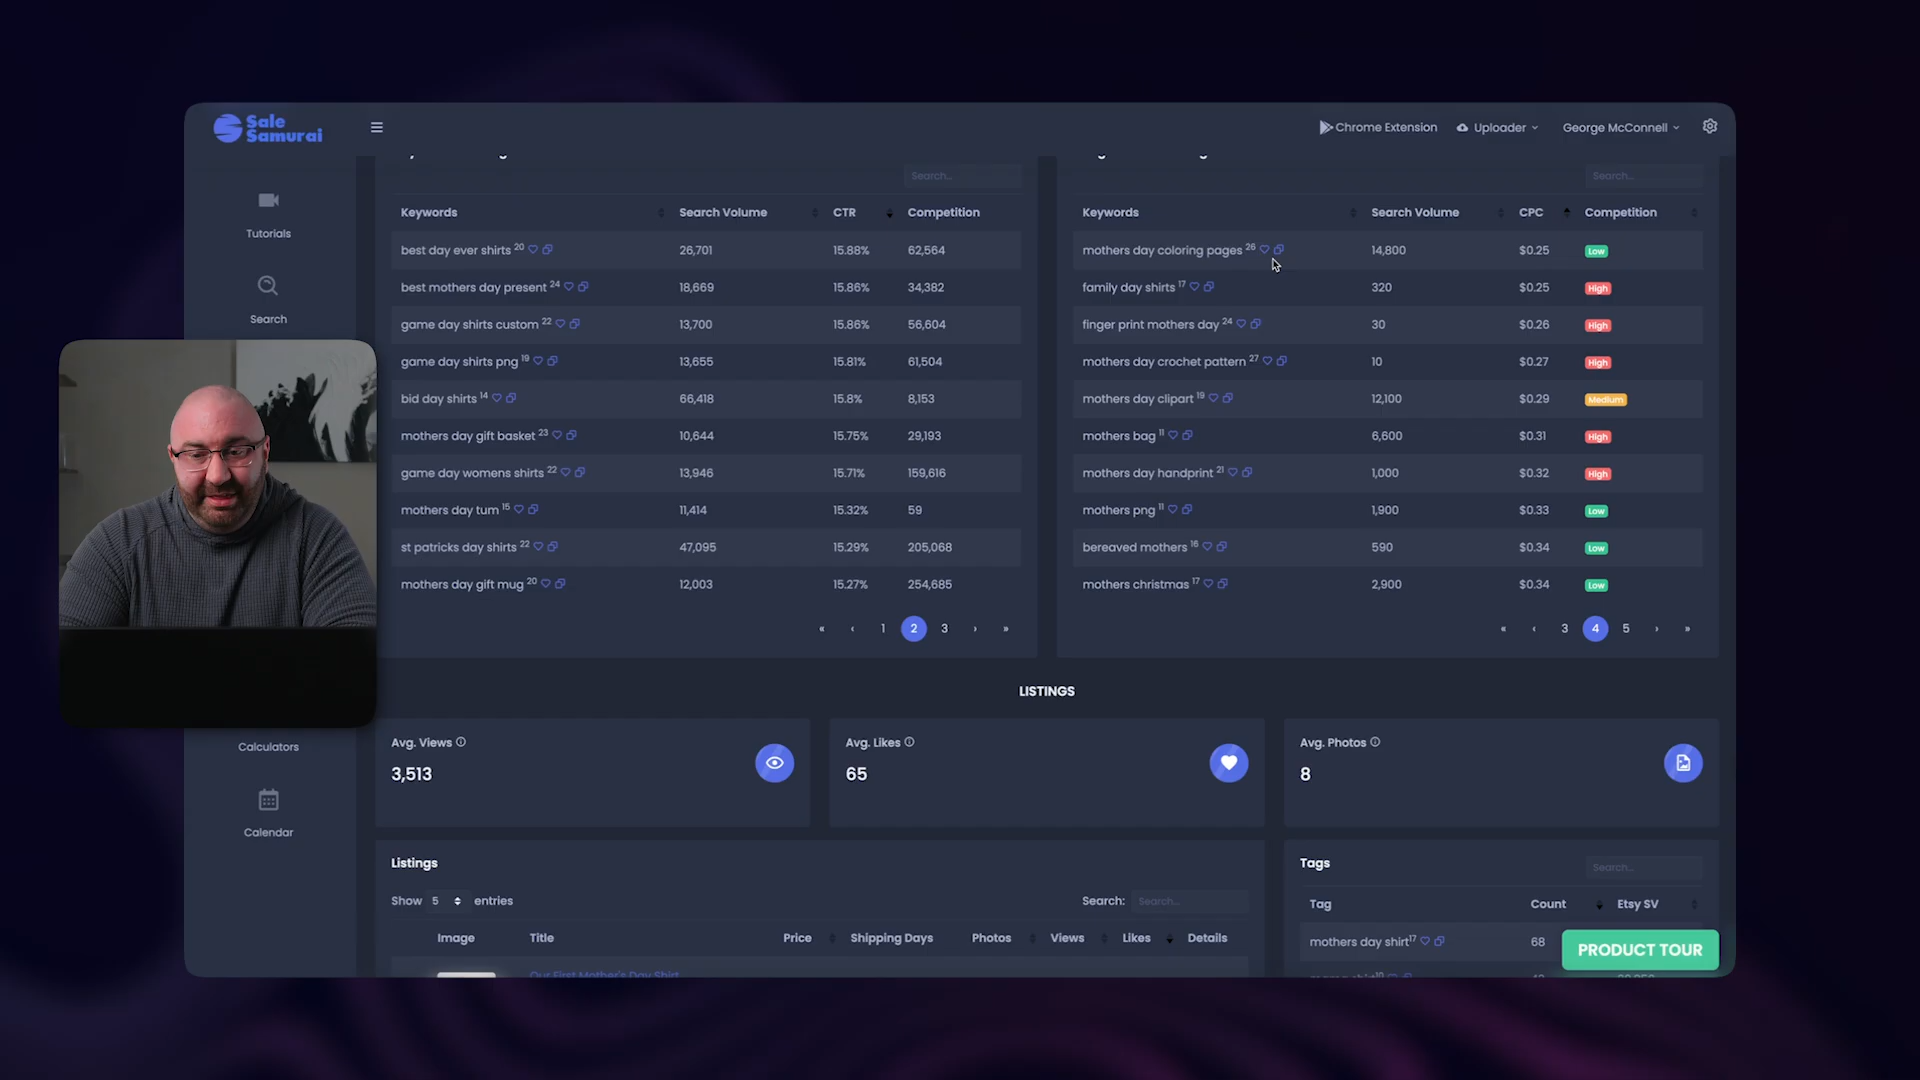 Sale Samurai
Chrome Extension
Uploader
George McConnell
Tutorials
Search
Calculators
Calendar
Search...
Keywords Search Volume CTR Competition
best day ever shirts 20 26,701 15.88% 62,564
best mothers day present 24 18,669 15.86% 34,382
game day shirts custom 22 13,700 15.86% 56,604
game day shirts png 19 13,655 15.81% 61,504
bid day shirts 14 66,418 15.8% 8,153
mothers day gift basket 23 10,644 15.75% 29,193
game day womens shirts 22 13,946 15.71% 159,616
mothers day tum 15 11,414 15.32% 59
st patricks day shirts 22 47,095 15.29% 205,068
mothers day gift mug 20 12,003 15.27% 254,685
« ‹ 1 2 3 › »
Search...
Keywords Search Volume CPC Competition
mothers day coloring pages 26 14,800 $0.25 Low
family day shirts 17 320 $0.25 High
finger print mothers day 24 30 $0.26 High
mothers day crochet pattern 27 10 $0.27 High
mothers day clipart 19 12,100 $0.29 Medium
mothers bag 11 6,600 $0.31 High
mothers day handprint 21 1,000 $0.32 High
mothers png 11 1,900 $0.33 Low
bereaved mothers 16 590 $0.34 Low
mothers christmas 17 2,900 $0.34 Low
« ‹ 3 4 5 › »
LISTINGS
Avg. Views
3,513
Avg. Likes
65
Avg. Photos
8
Listings
Show 5 entries
Search: Search...
Image Title Price Shipping Days Photos Views Likes Details
Our First Mother's Day Shirt
Tags
Search...
Tag Count Etsy SV
mothers day shirt 17 68
PRODUCT TOUR